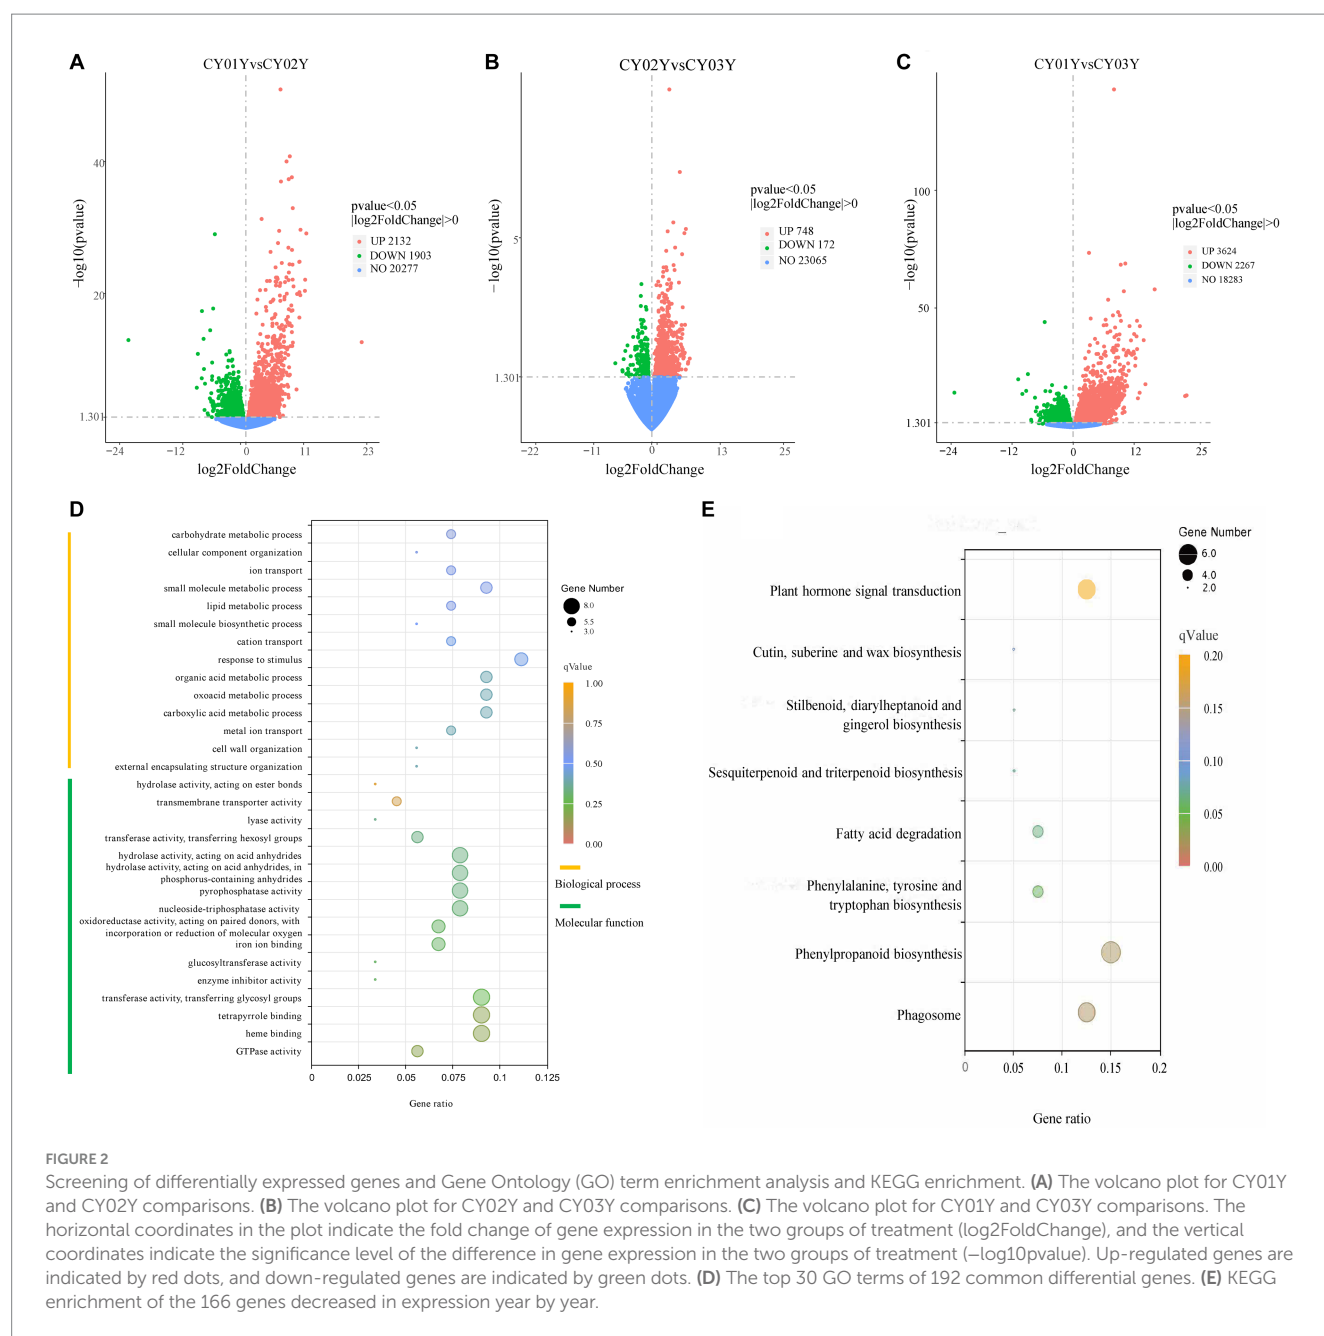 A
CY01YvsCY02Y
−log10(pvalue)
40
20
1.301
−24
−12
0
11
23
log2FoldChange
pvalue<0.05
|log2FoldChange|>0
UP 2132
DOWN 1903
NO 20277
B
CY02YvsCY03Y
−log10(pvalue)
5
1.301
−22
−11
0
13
25
log2FoldChange
pvalue<0.05
|log2FoldChange|>0
UP 748
DOWN 172
NO 23065
C
CY01YvsCY03Y
−log10(pvalue)
100
50
1.301
−24
−12
0
12
24
log2FoldChange
pvalue<0.05
|log2FoldChange|>0
UP 3624
DOWN 2267
NO 18283
D
carbohydrate metabolic process
cellular component organization
ion transport
small molecule metabolic process
lipid metabolic process
small molecule biosynthetic process
cation transport
response to stimulus
organic acid metabolic process
oxoacid metabolic process
carboxylic acid metabolic process
metal ion transport
cell wall organization
external encapsulating structure organization
hydrolase activity, acting on ester bonds
transmembrane transporter activity
lyase activity
transferase activity, transferring hexosyl groups
hydrolase activity, acting on acid anhydrides
hydrolase activity, acting on acid anhydrides, in
phosphorus-containing anhydrides
pyrophosphatase activity
nucleoside-triphosphatase activity
oxidoreductase activity, acting on paired donors, with
incorporation or reduction of molecular oxygen
iron ion binding
glucosyltransferase activity
enzyme inhibitor activity
transferase activity, transferring glycosyl groups
tetrapyrrole binding
heme binding
GTPase activity
0
0.025
0.05
0.075
0.1
0.125
Gene ratio
Gene Number
8.0
5.5
3.0
qValue
1.00
0.75
0.50
0.25
0.00
Biological process
Molecular function
E
Plant hormone signal transduction
Cutin, suberine and wax biosynthesis
Stilbenoid, diarylheptanoid and
gingerol biosynthesis
Sesquiterpenoid and triterpenoid biosynthesis
Fatty acid degradation
Phenylalanine, tyrosine and
tryptophan biosynthesis
Phenylpropanoid biosynthesis
Phagosome
0
0.05
0.1
0.15
0.2
Gene ratio
Gene Number
6.0
4.0
2.0
qValue
0.20
0.15
0.10
0.05
0.00
FIGURE 2
Screening of differentially expressed genes and Gene Ontology (GO) term enrichment analysis and KEGG enrichment. (A) The volcano plot for CY01Y
and CY02Y comparisons. (B) The volcano plot for CY02Y and CY03Y comparisons. (C) The volcano plot for CY01Y and CY03Y comparisons. The
horizontal coordinates in the plot indicate the fold change of gene expression in the two groups of treatment (log2FoldChange), and the vertical
coordinates indicate the significance level of the difference in gene expression in the two groups of treatment (−log10pvalue). Up-regulated genes are
indicated by red dots, and down-regulated genes are indicated by green dots. (D) The top 30 GO terms of 192 common differential genes. (E) KEGG
enrichment of the 166 genes decreased in expression year by year.